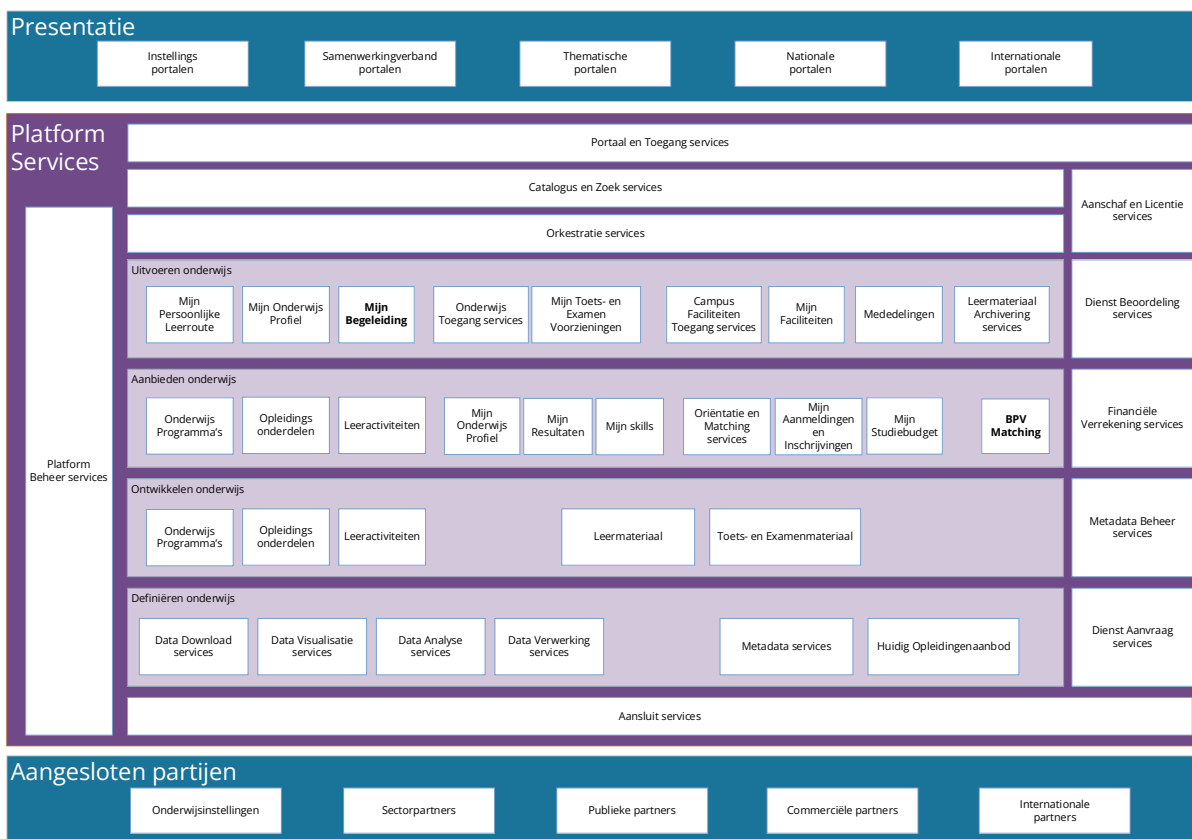 Presentatie
Instellings
portalen
Samenwerkingverband
portalen
Thematische
portalen
Nationale
portalen
Internationale
portalen
Platform
Services
Portaal en Toegang services
Catalogus en Zoek services
Aanschaf en Licentie
services
Orkestratie services
Platform
Beheer services
Uitvoeren onderwijs
Mijn
Persoonlijke
Leerroute
Mijn Onderwijs
Profiel
Mijn
Begeleiding
Onderwijs
Toegang services
Mijn Toets- en
Examen
Voorzieningen
Campus
Faciliteiten
Toegang services
Mijn
Faciliteiten
Mededelingen
Leermateriaal
Archivering
services
Dienst Beoordeling
services
Aanbieden onderwijs
Onderwijs
Programma's
Opleidings
onderdelen
Leeractiviteiten
Mijn
Onderwijs
Profiel
Mijn
Resultaten
Mijn skills
Oriëntatie en
Matching
services
Mijn
Aanmeldingen
en
Inschrijvingen
Mijn
Studiebudget
BPV
Matching
Financiële
Verrekening services
Ontwikkelen onderwijs
Onderwijs
Programma's
Opleidings
onderdelen
Leeractiviteiten
Leermateriaal
Toets- en Examenmateriaal
Metadata Beheer
services
Definiëren onderwijs
Data Download
services
Data Visualisatie
services
Data Analyse
services
Data Verwerking
services
Metadata services
Huidig Opleidingenaanbod
Dienst Aanvraag
services
Aansluit services
Aangesloten partijen
Onderwijsinstellingen
Sectorpartners
Publieke partners
Commerciële partners
Internationale
partners